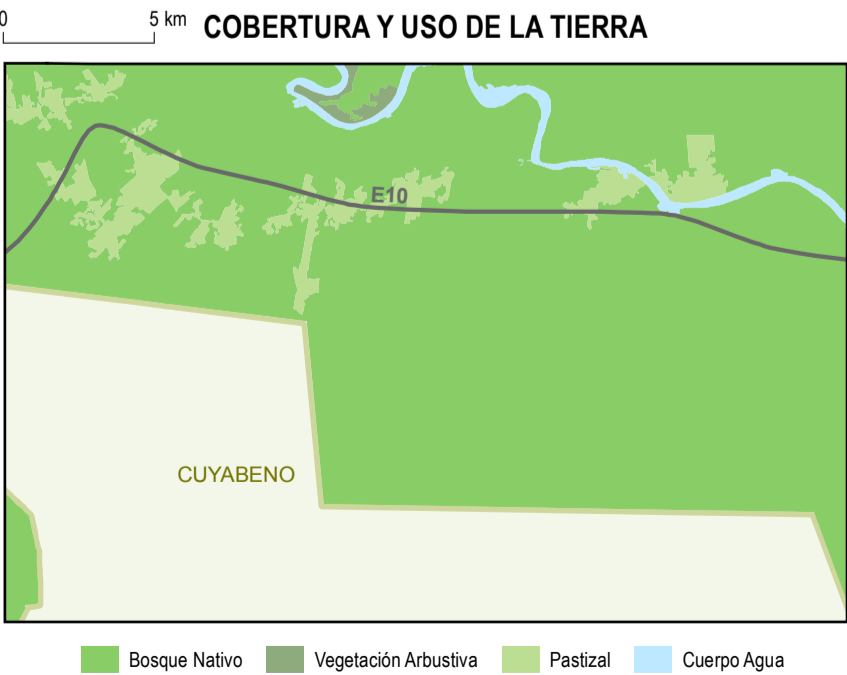 0 5 km
COBERTURA Y USO DE LA TIERRA
E10
CUYABENO
Bosque Nativo
Vegetación Arbustiva
Pastizal
Cuerpo Agua